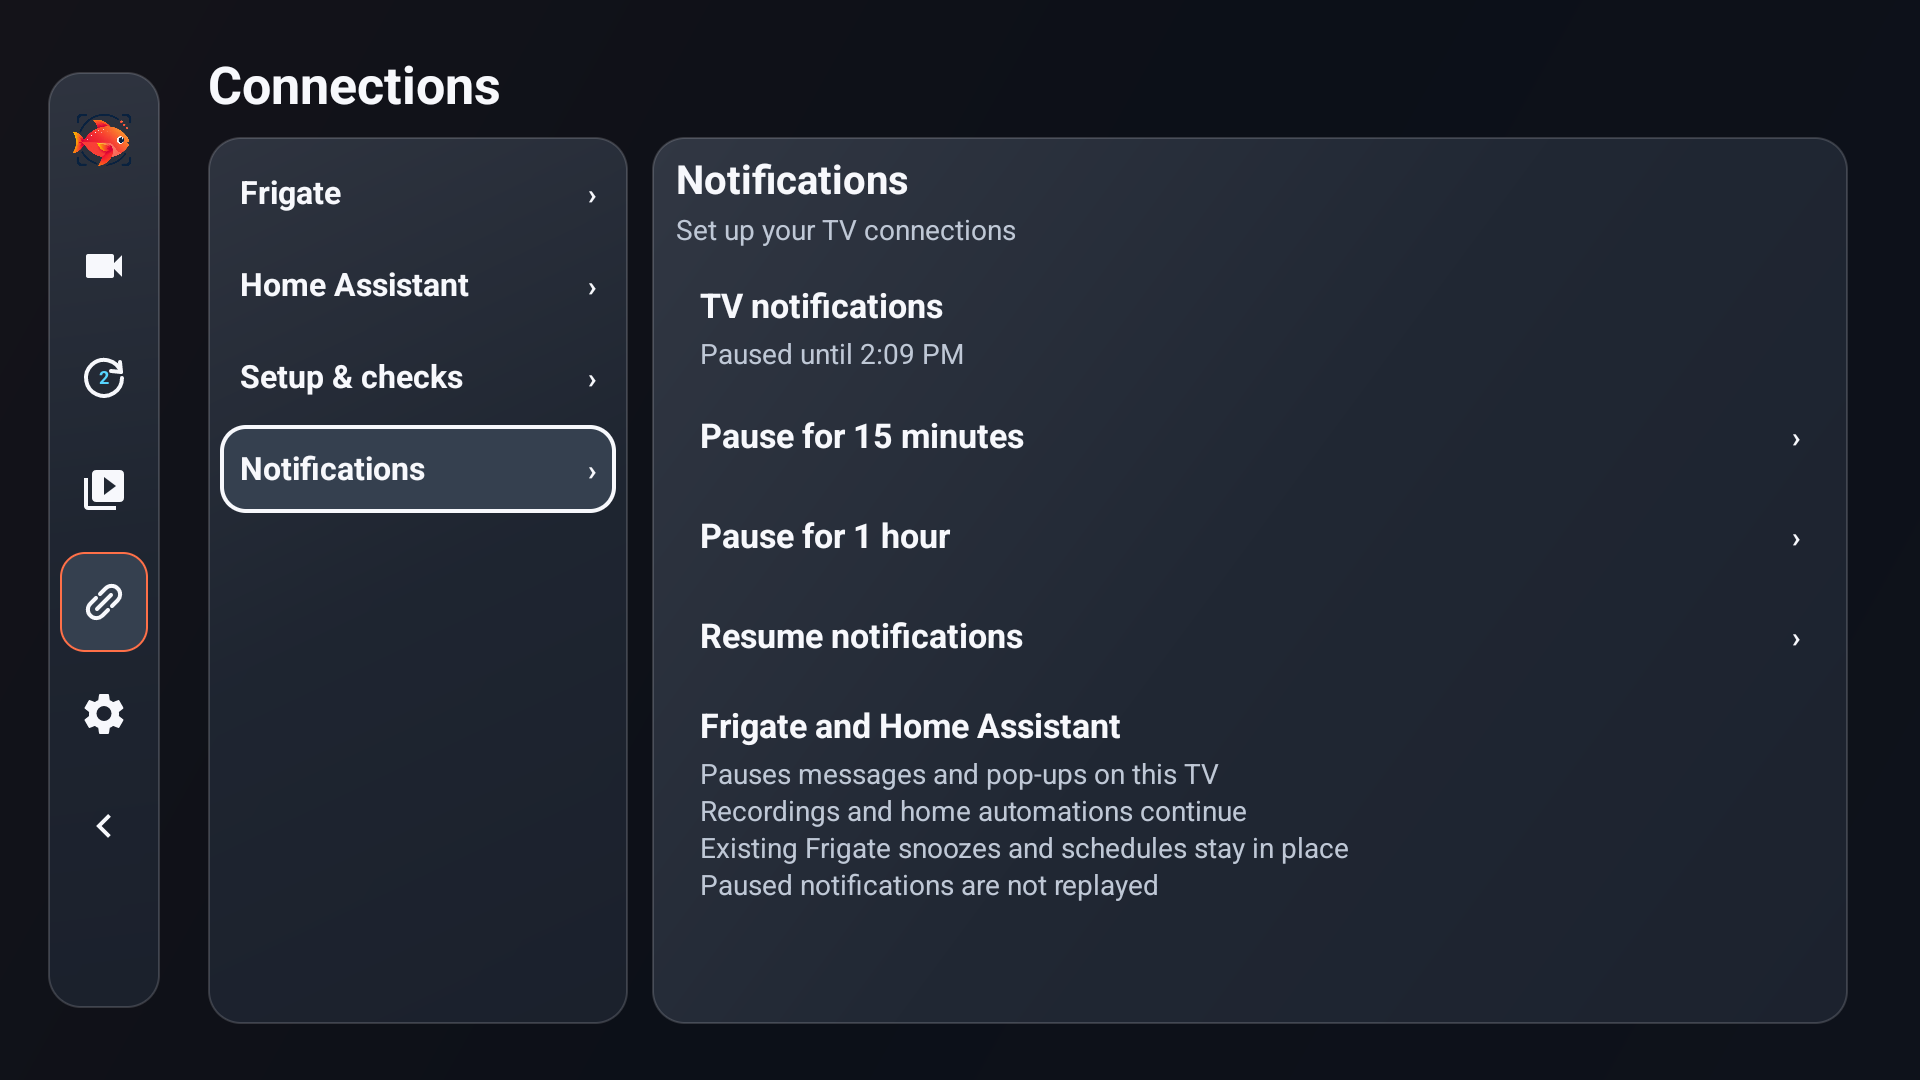 Connections
Frigate
Home Assistant
Setup & checks
Notifications
2
Notifications
Set up your TV connections
TV notifications
Paused until 2:09 PM
Pause for 15 minutes
Pause for 1 hour
Resume notifications
Frigate and Home Assistant
Pauses messages and pop-ups on this TV
Recordings and home automations continue
Existing Frigate snoozes and schedules stay in place
Paused notifications are not replayed